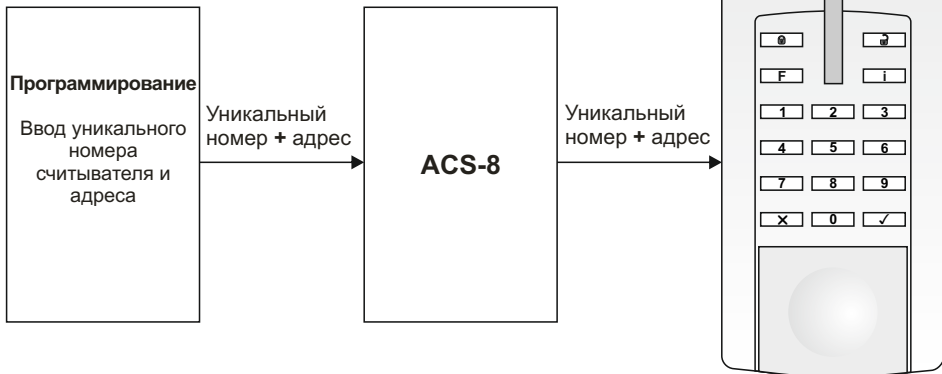 Программирование
Ввод уникального
номера
считывателя и
адреса
Уникальный
номер + адрес
ACS-8
Уникальный
номер + адрес
F i
1 2 3
4 5 6
7 8 9
0